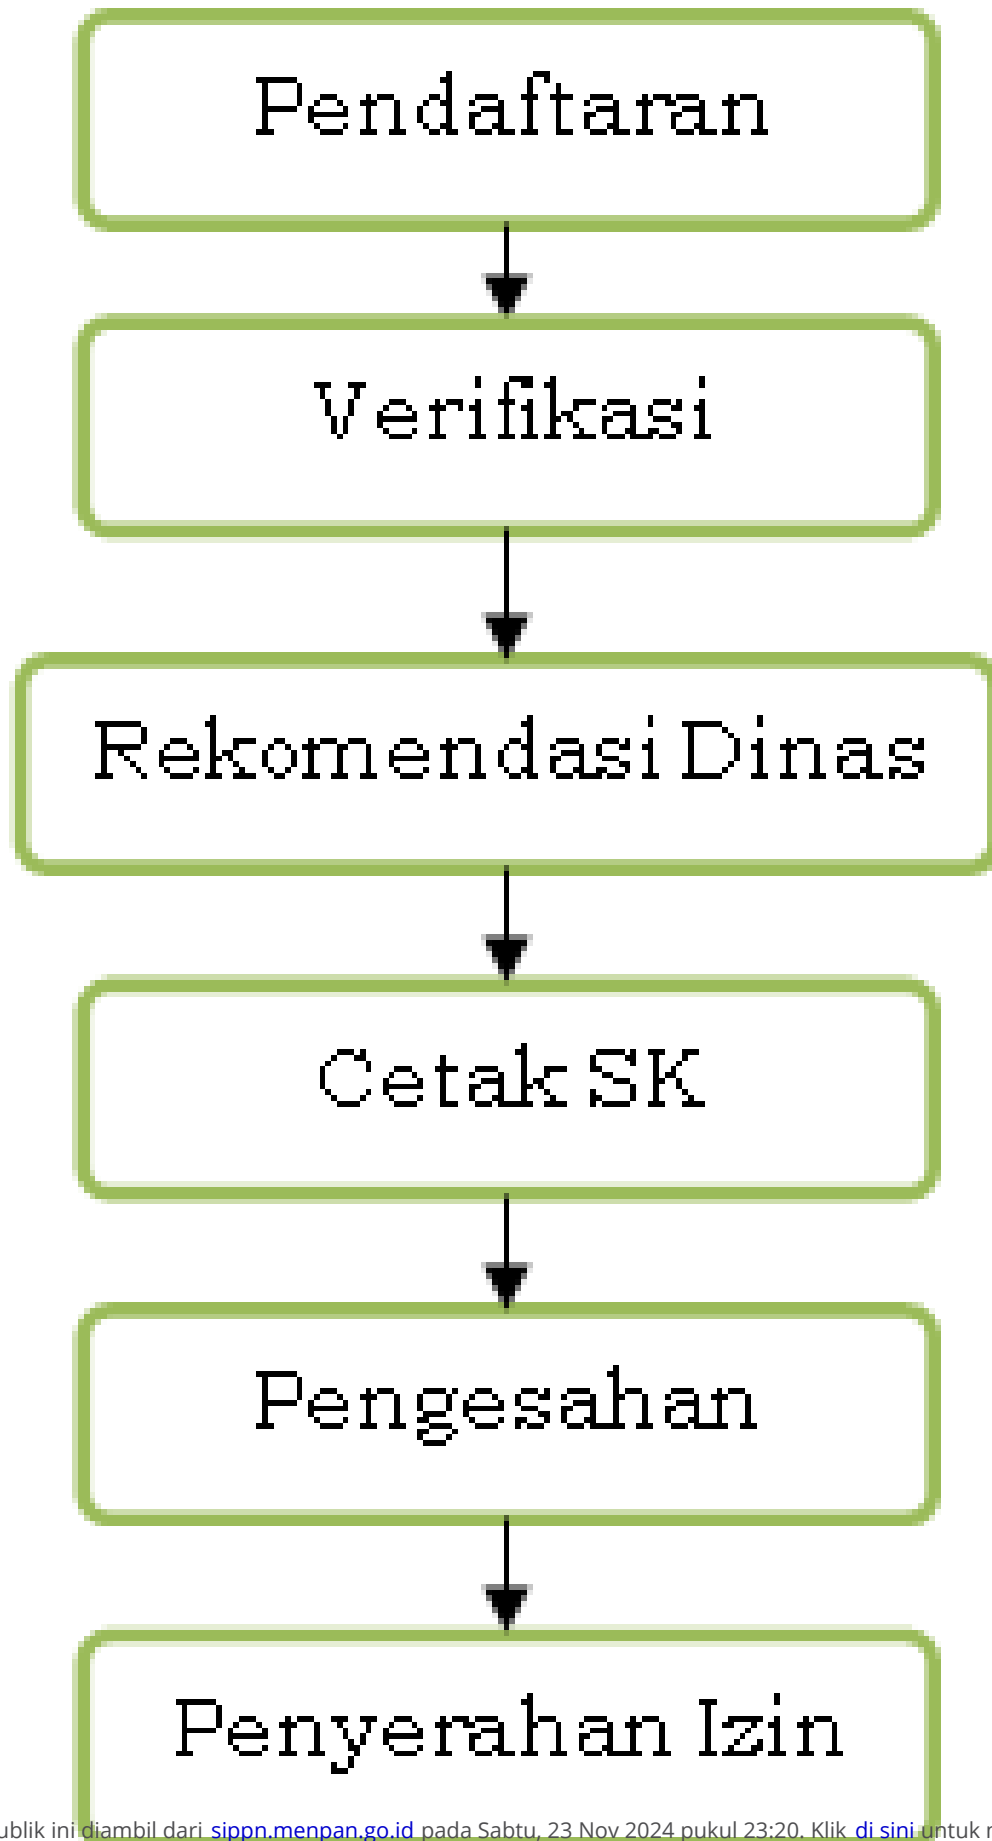 Pendaftaran
Verifikasi
Rekomendasi Dinas
Cetak SK
Pengesahan
Penyerahan Izin
ini diambil dari sippn.menpan.go.id pada Sabtu, 23 Nov 2024 pukul 23:20. Klik di sini untuk